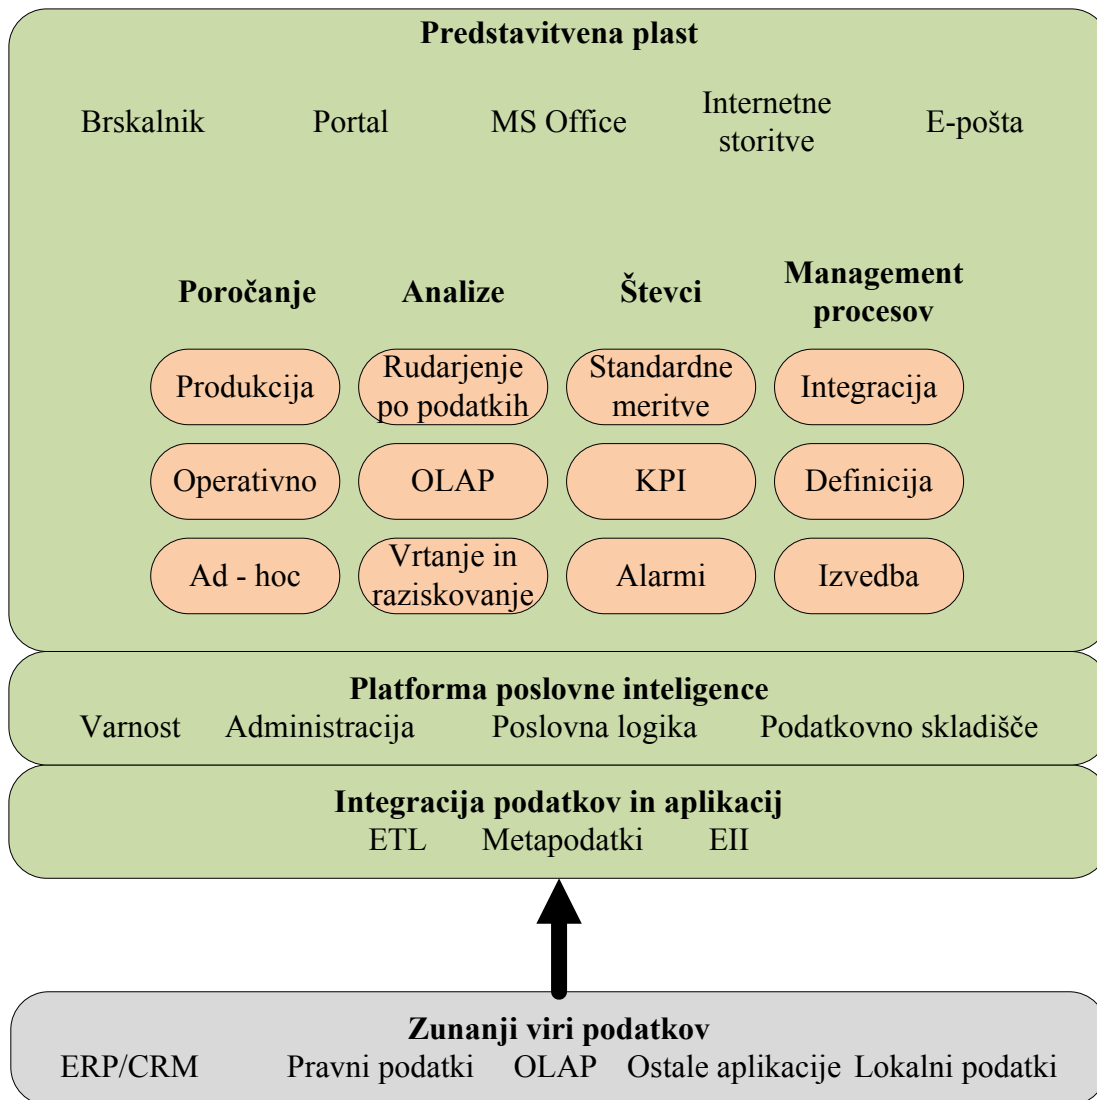 Predstavitvena plast
Brskalnik Portal MS Office Internetne storitve E-pošta
Poročanje Analize Števci Management procesov
Produkcija Rudarjenje po podatkih Standardne meritve Integracija
Operativno OLAP KPI Definicija
Ad - hoc Vrtanje in raziskovanje Alarmi Izvedba
Platforma poslovne inteligence
Varnost Administracija Poslovna logika Podatkovno skladišče
Integracija podatkov in aplikacij
ETL Metapodatki EII
Zunanji viri podatkov
ERP/CRM Pravni podatki OLAP Ostale aplikacije Lokalni podatki